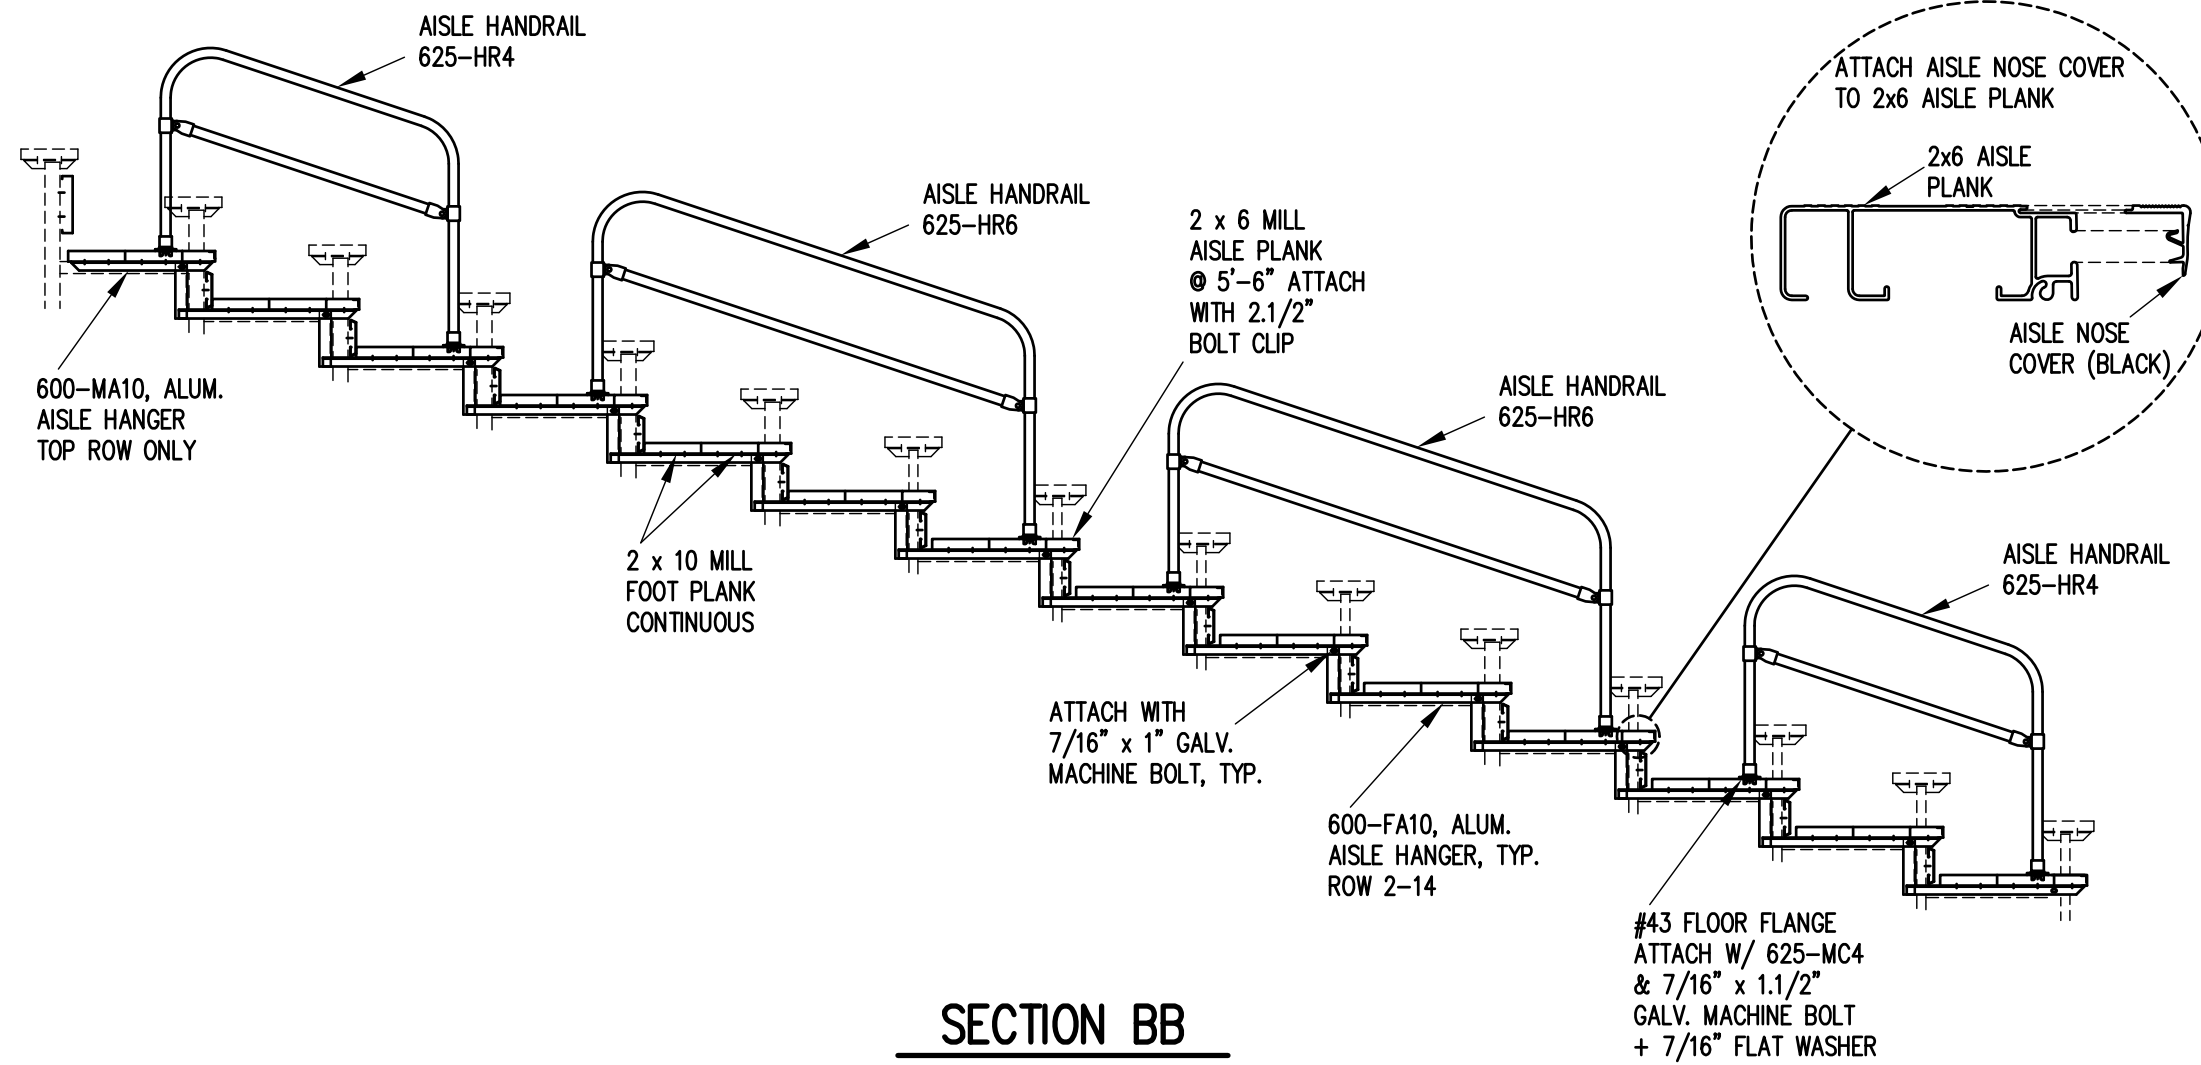 AISLE HANDRAIL
625-HR4
ATTACH AISLE NOSE COVER
TO 2x6 AISLE PLANK
2x6 AISLE
PLANK
AISLE NOSE
COVER (BLACK)
AISLE HANDRAIL
625-HR6
2 x 6 MILL
AISLE PLANK
@ 5'-6" ATTACH
WITH 2.1/2"
BOLT CLIP
600-MA10, ALUM.
AISLE HANGER
TOP ROW ONLY
AISLE HANDRAIL
625-HR6
2 x 10 MILL
FOOT PLANK
CONTINUOUS
AISLE HANDRAIL
625-HR4
ATTACH WITH
7/16" x 1" GALV.
MACHINE BOLT, TYP.
600-FA10, ALUM.
AISLE HANGER, TYP.
ROW 2-14
#43 FLOOR FLANGE
ATTACH W/ 625-MC4
& 7/16" x 1.1/2"
GALV. MACHINE BOLT
+ 7/16" FLAT WASHER
SECTION BB